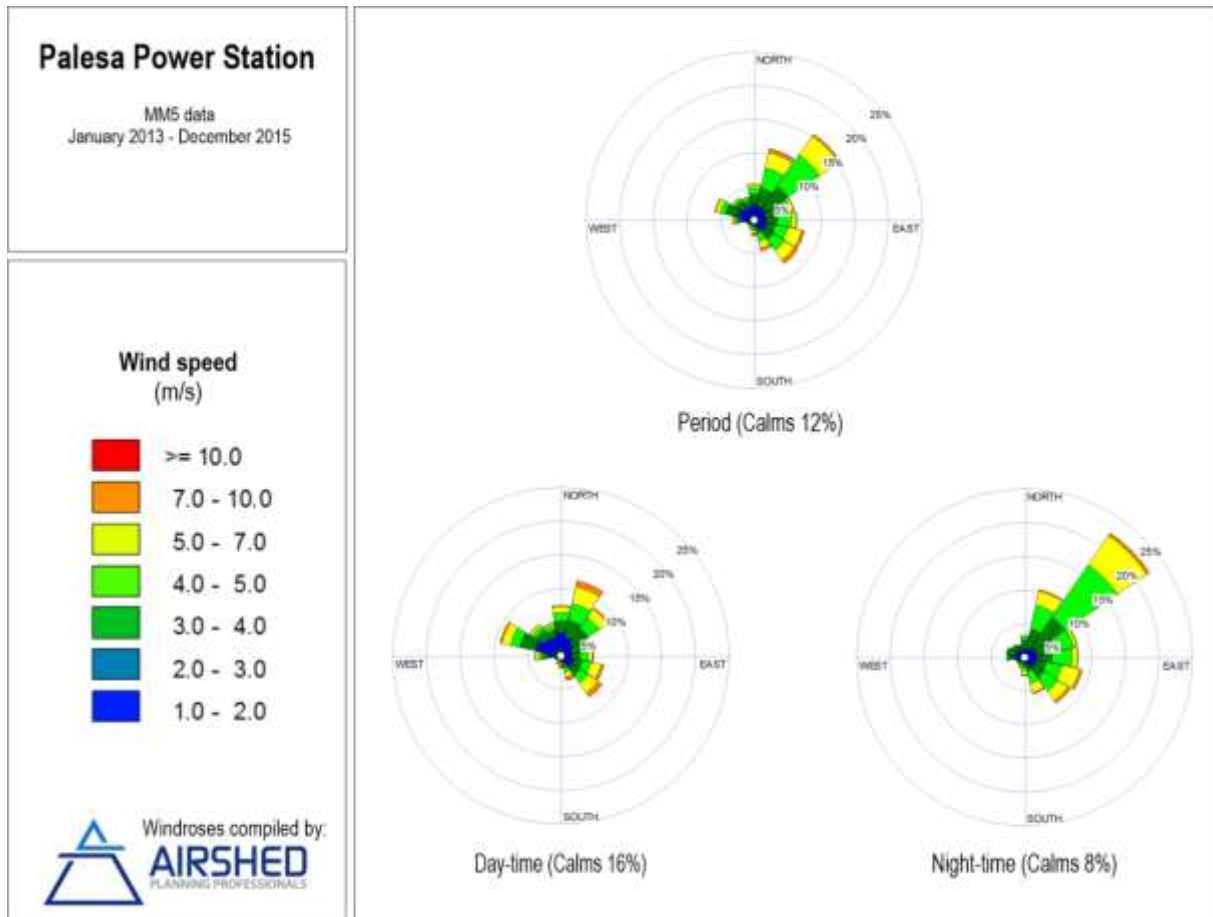 Palesa Power Station
MM5 data
January 2013 - December 2015
Wind speed
(m/s)
>= 10.0
7.0 - 10.0
5.0 - 7.0
4.0 - 5.0
3.0 - 4.0
2.0 - 3.0
1.0 - 2.0
Windroses compiled by:
AIRSHED
PLANNING PROFESSIONALS
NORTH
25%
20%
15%
10%
5%
WEST
EAST
SOUTH
Period (Calms 12%)
NORTH
25%
20%
15%
10%
5%
WEST
EAST
SOUTH
Day-time (Calms 16%)
NORTH
25%
20%
15%
10%
5%
WEST
EAST
SOUTH
Night-time (Calms 8%)